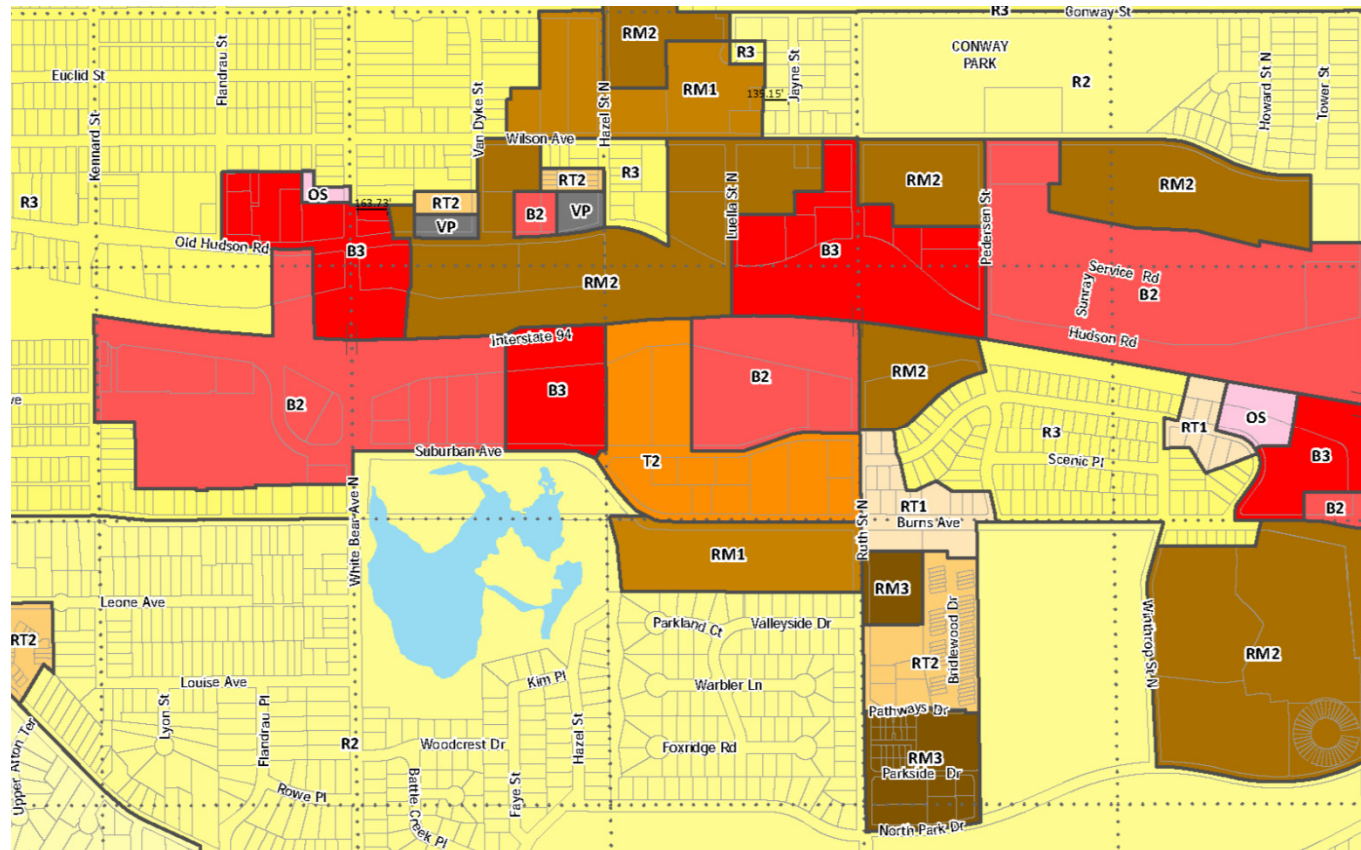 R3
Conway St
RM2
R3
CONWAY
PARK
Euclid St
Flandrau St
Van Dyke St
Hazel St N
RM1
135.15'
Jayne St
R2
Howard St N
Tower St
Kennard St
Wilson Ave
R3
OS
163.73'
RT2
VP
RT2
B2
VP
R3
Luella St N
RM2
RM2
Old Hudson Rd
B3
RM2
B3
Pedersen St
Sunray
Service Rd
B2
Hudson Rd
Interstate 94
B2
B3
B2
RM2
R3
Scenic Pl
RT1
OS
B3
B2
Suburban Ave
T2
RT1
Burns Ave
White Bear Ave N
Ruth St N
RM1
RM3
Leone Ave
Parkland Ct
Valleyside Dr
Bridlewood Dr
Winthrop St N
RT2
RT2
RM2
Louise Ave
Kim Pl
Warbler Ln
Pathways Dr
Lyon St
Flandrau Pl
Upper Afton Ter
R2
Woodcrest Dr
Hazel St
Foxridge Rd
RM3
Parkside Dr
Rowe Pl
Battle Creek Pl
Faye St
North Park Dr